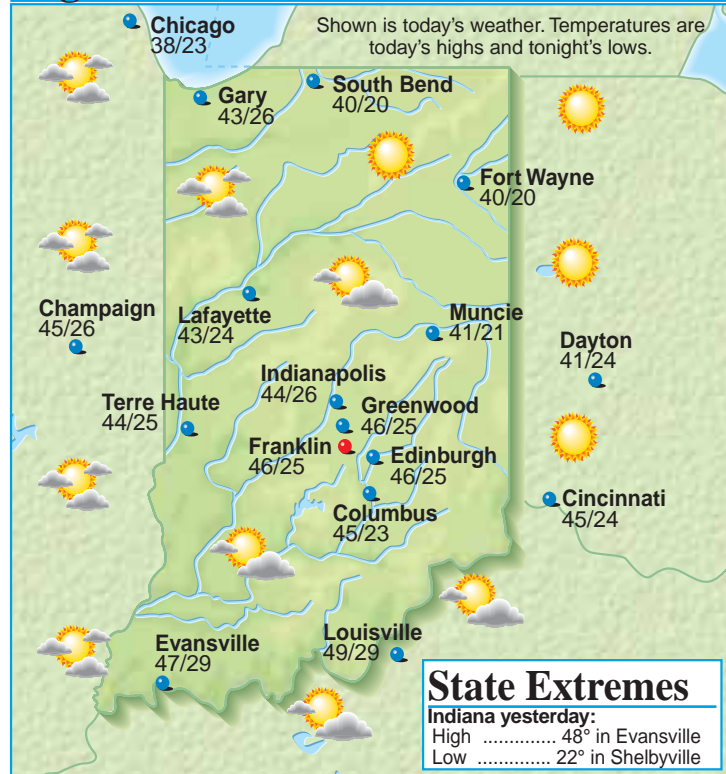 Chicago
38/23
Shown is today's weather. Temperatures are
today's highs and tonight's lows.
Gary
43/26
South Bend
40/20
Fort Wayne
40/20
Champaign
45/26
Lafayette
43/24
Muncie
41/21
Dayton
41/24
Indianapolis
44/26
Terre Haute
44/25
Greenwood
46/25
Franklin
46/25
Edinburgh
46/25
Columbus
45/23
Cincinnati
45/24
Evansville
47/29
Louisville
49/29
State Extremes
Indiana yesterday:
High .............. 48° in Evansville
Low .............. 22° in Shelbyville